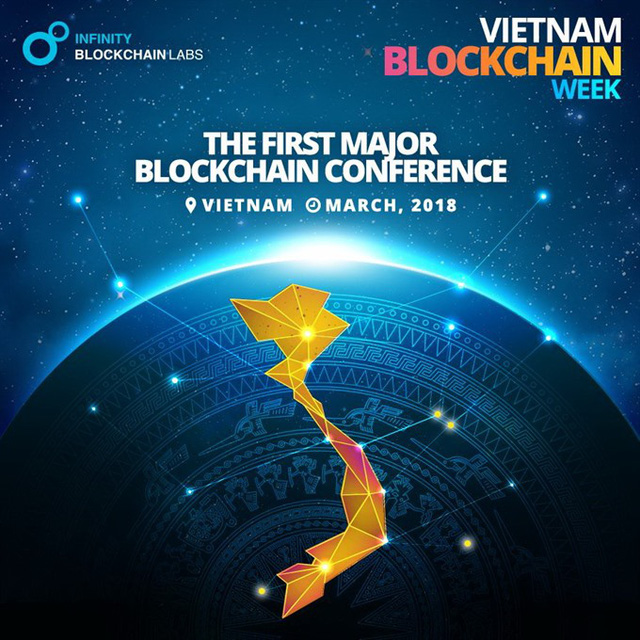 INFINITY
BLOCKCHAIN LABS
VIETNAM
BLOCKCHAIN
WEEK
THE FIRST MAJOR
BLOCKCHAIN CONFERENCE
VIETNAM MARCH, 2018